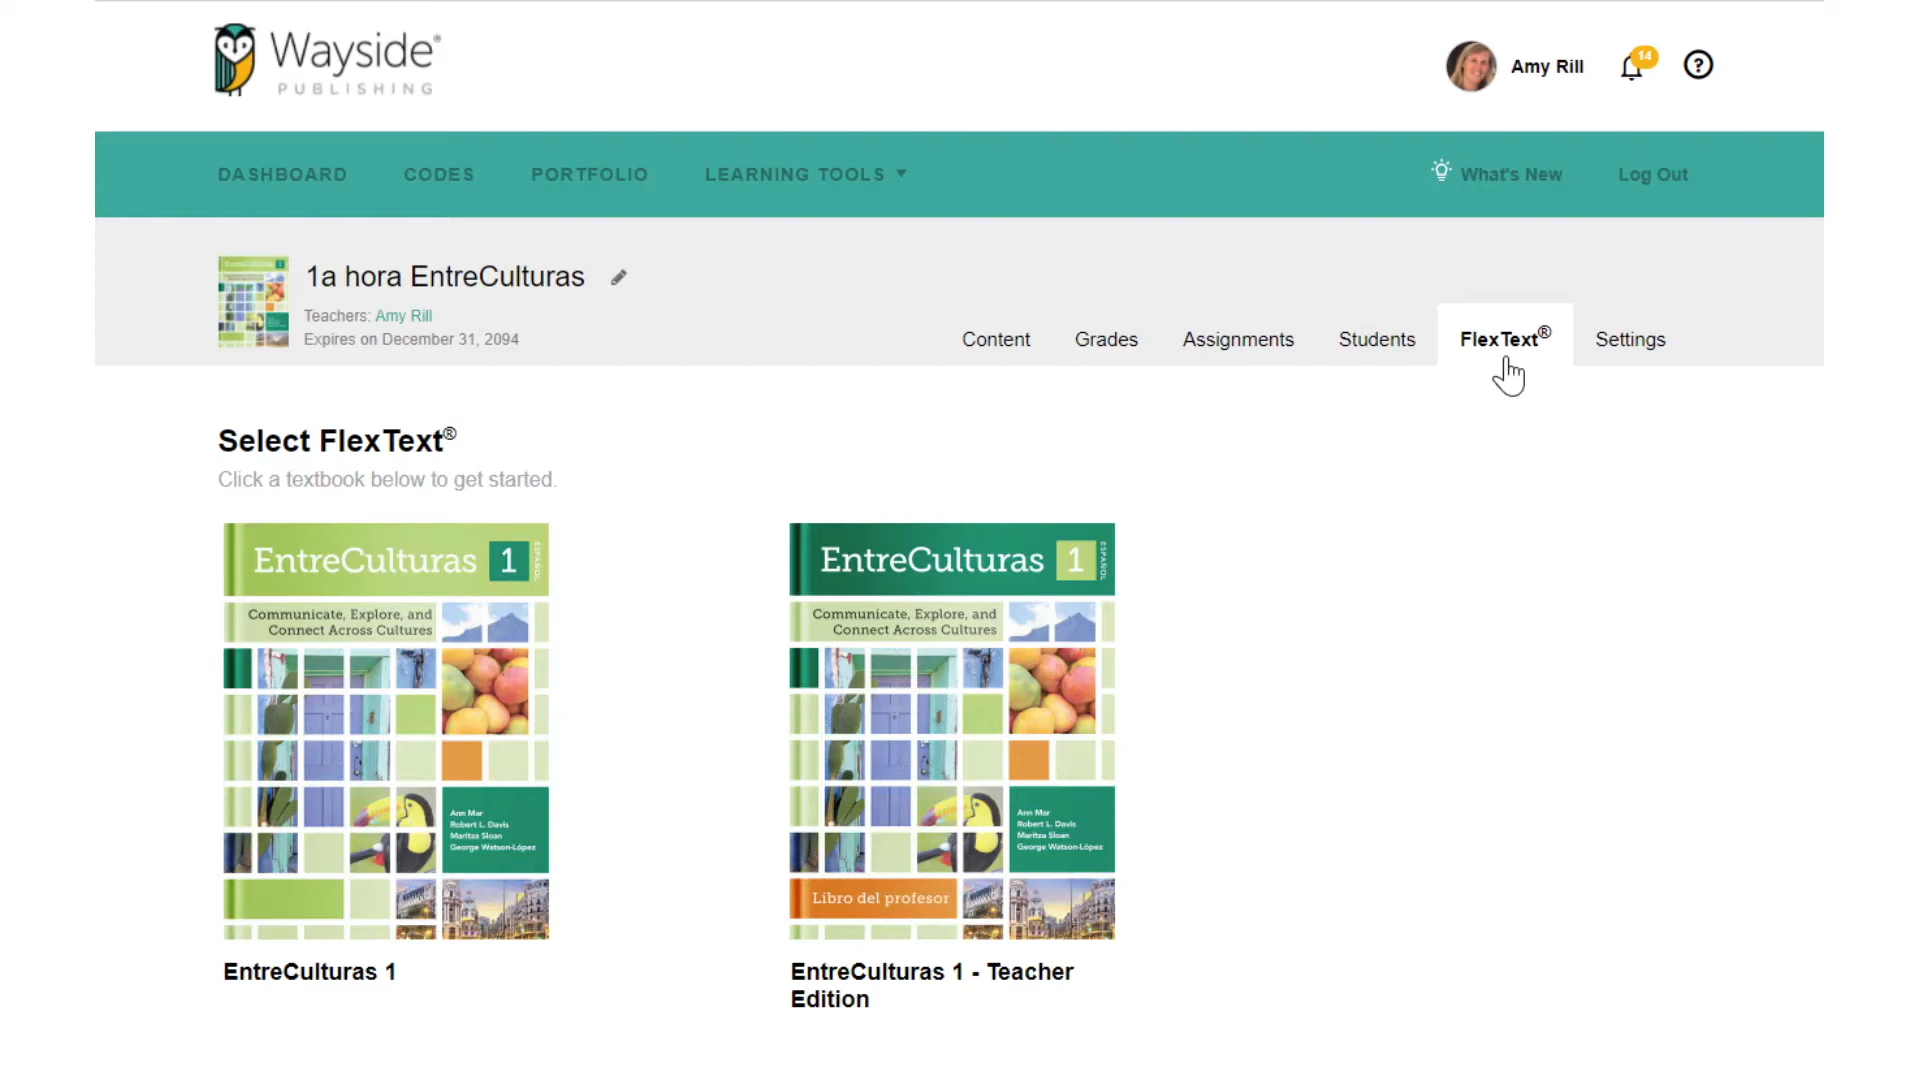 Wayside®
PUBLISHING
Amy Rill
14
?
DASHBOARD
CODES
PORTFOLIO
LEARNING TOOLS
What's New
Log Out
1a hora EntreCulturas
Teachers: Amy Rill
Expires on December 31, 2094
Content
Grades
Assignments
Students
FlexText®
Settings
Select FlexText®
Click a textbook below to get started.
EntreCulturas 1
ESPAÑOL
Communicate, Explore, and
Connect Across Cultures
Ann Mar
Robert L. Davis
Maritza Sloan
George Watson-López
EntreCulturas 1
EntreCulturas 1
ESPAÑOL
Communicate, Explore, and
Connect Across Cultures
Ann Mar
Robert L. Davis
Maritza Sloan
George Watson-López
Libro del profesor
EntreCulturas 1 - Teacher
Edition